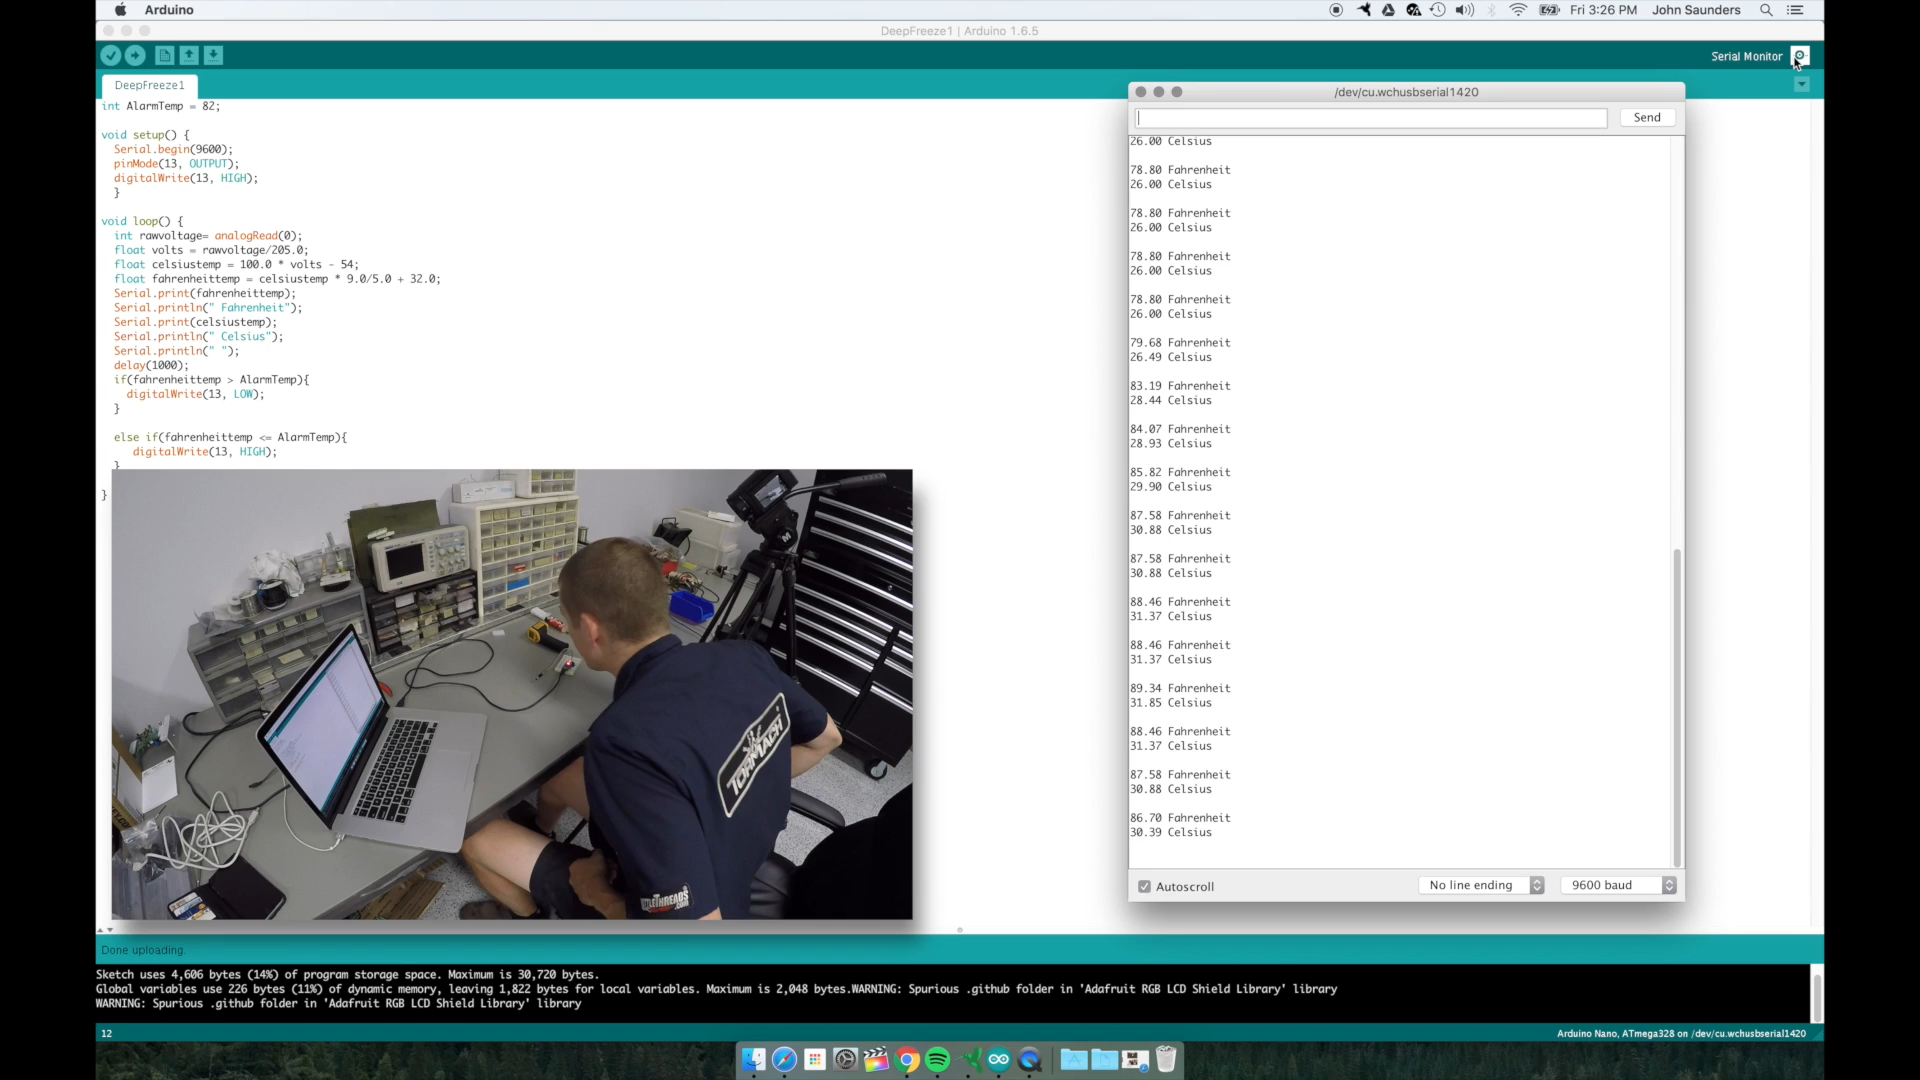 Arduino
Fri 3:26 PM
John Saunders
DeepFreeze1 | Arduino 1.6.5
Serial Monitor
DeepFreeze1
int AlarmTemp = 82;
void setup() {
Serial.begin(9600);
pinMode(13, OUTPUT);
digitalWrite(13, HIGH);
}
void loop() {
int rawvoltage= analogRead(0);
float volts = rawvoltage/205.0;
float celsiustemp = 100.0 * volts - 54;
float fahrenheittemp = celsiustemp * 9.0/5.0 + 32.0;
Serial.print(fahrenheittemp);
Serial.println(" Fahrenheit");
Serial.print(celsiustemp);
Serial.println(" Celsius");
Serial.println(" ");
delay(1000);
if(fahrenheittemp > AlarmTemp){
digitalWrite(13, LOW);
}
else if(fahrenheittemp <= AlarmTemp){
digitalWrite(13, HIGH);
}
}
/dev/cu.wchusbserial1420
Send
26.00 Celsius
78.80 Fahrenheit
26.00 Celsius
78.80 Fahrenheit
26.00 Celsius
78.80 Fahrenheit
26.00 Celsius
78.80 Fahrenheit
26.00 Celsius
79.68 Fahrenheit
26.49 Celsius
83.19 Fahrenheit
28.44 Celsius
84.07 Fahrenheit
28.93 Celsius
85.82 Fahrenheit
29.90 Celsius
87.58 Fahrenheit
30.88 Celsius
87.58 Fahrenheit
30.88 Celsius
88.46 Fahrenheit
31.37 Celsius
88.46 Fahrenheit
31.37 Celsius
89.34 Fahrenheit
31.85 Celsius
88.46 Fahrenheit
31.37 Celsius
87.58 Fahrenheit
30.88 Celsius
86.70 Fahrenheit
30.39 Celsius
Autoscroll
No line ending
9600 baud
TORMACH
Done uploading.
Sketch uses 4,606 bytes (14%) of program storage space. Maximum is 30,720 bytes.
Global variables use 226 bytes (11%) of dynamic memory, leaving 1,822 bytes for local variables. Maximum is 2,048 bytes.WARNING: Spurious .github folder in 'Adafruit RGB LCD Shield Library' library
WARNING: Spurious .github folder in 'Adafruit RGB LCD Shield Library' library
12
Arduino Nano, ATmega328 on /dev/cu.wchusbserial1420